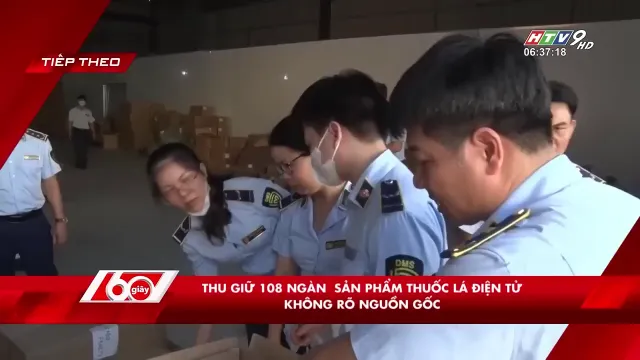 TIẾP THEO
HTV9 HD
06:37:18
DMS
60 giây
THU GIỮ 108 NGÀN SẢN PHẨM THUỐC LÁ ĐIỆN TỬ
KHÔNG RÕ NGUỒN GỐC